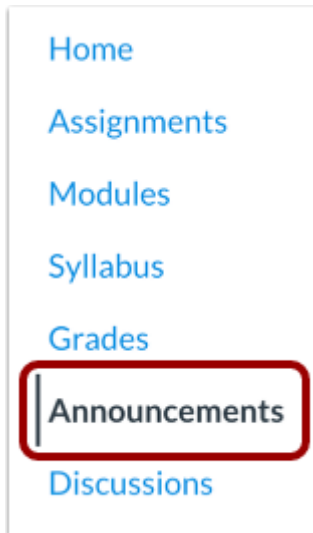 Home
Assignments
Modules
Syllabus
Grades
Announcements
Discussions